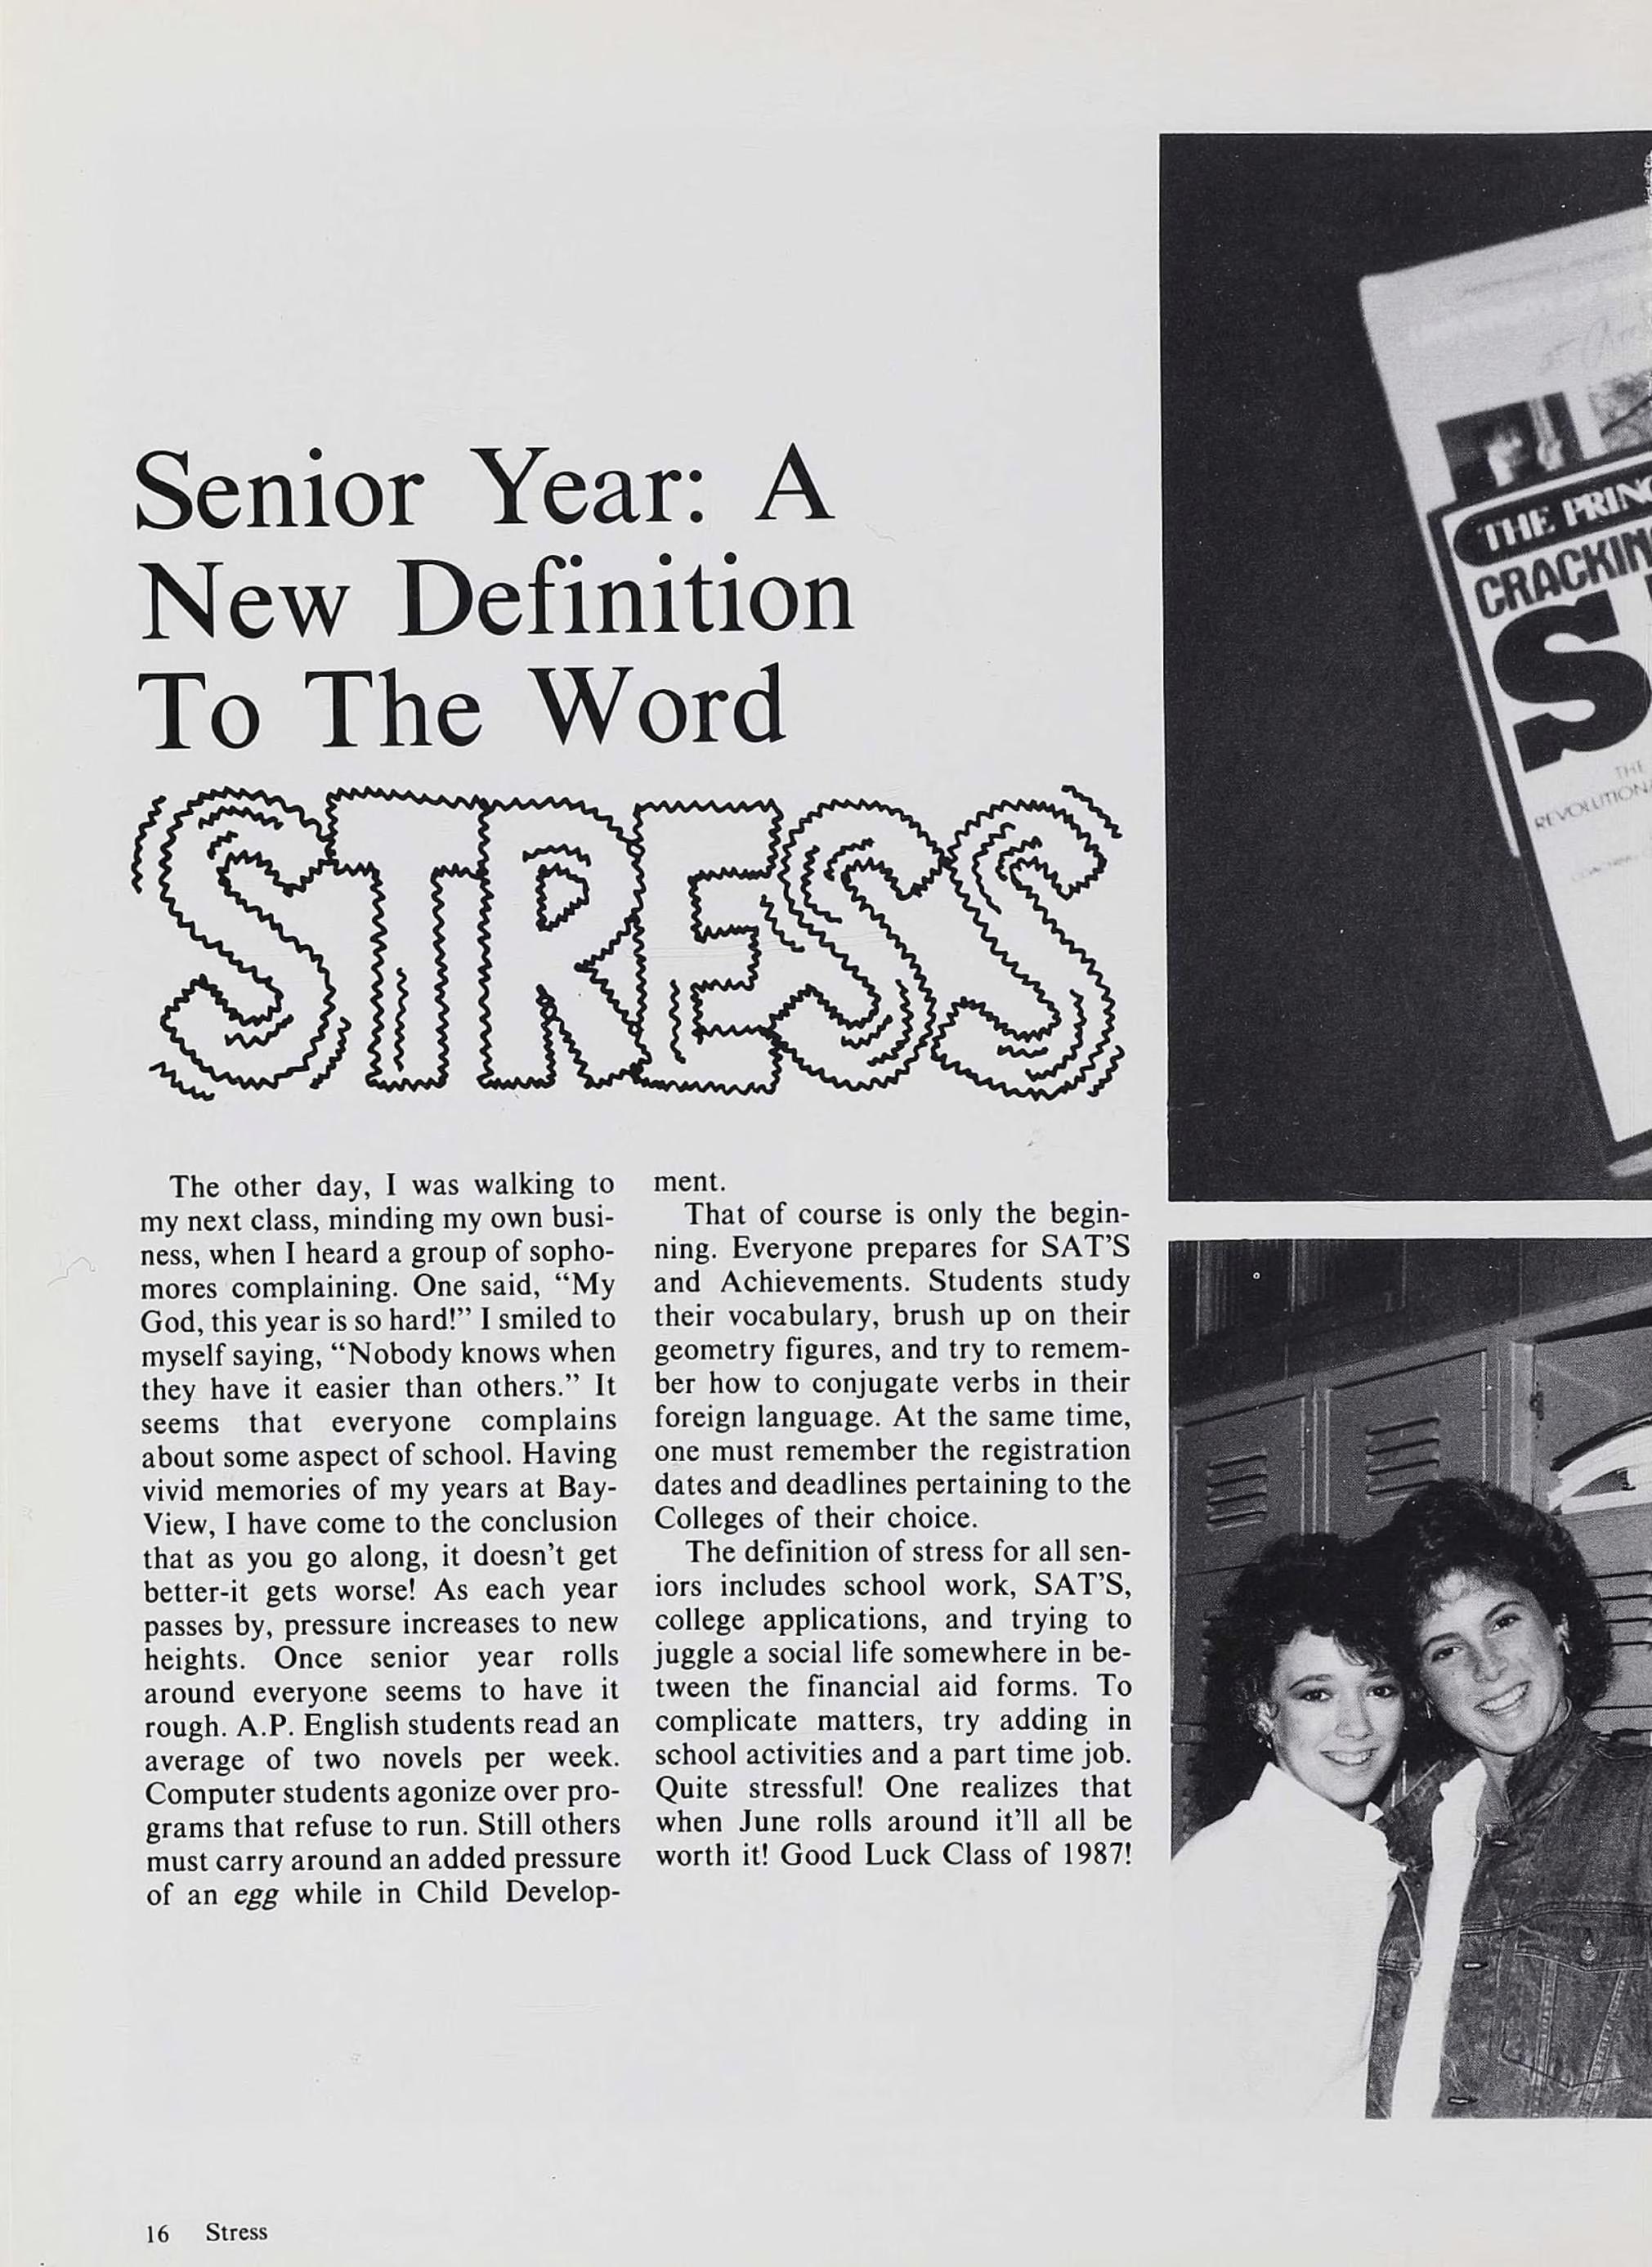 Senior Year: A
New Definition
To The Word
STRESS
The other day, I was walking to
my next class, minding my own busi-
ness, when I heard a group of sopho-
mores complaining. One said, “My
God, this year is so hard!” I smiled to
myself saying, “Nobody knows when
they have it easier than others.” It
seems that everyone complains
about some aspect of school. Having
vivid memories of my years at Bay-
View, I have come to the conclusion
that as you go along, it doesn't get
better-it gets worse! As each year
passes by, pressure increases to new
heights. Once senior year rolls
around everyone seems to have it
rough. A.P. English students read an
average of two novels per week.
Computer students agonize over pro-
grams that refuse to run. Still others
must carry around an added pressure
of an egg while in Child Develop-
ment.
That of course is only the begin-
ning. Everyone prepares for SAT'S
and Achievements. Students study
their vocabulary, brush up on their
geometry figures, and try to remem-
ber how to conjugate verbs in their
foreign language. At the same time,
one must remember the registration
dates and deadlines pertaining to the
Colleges of their choice.
The definition of stress for all sen-
iors includes school work, SAT'S,
college applications, and trying to
juggle a social life somewhere in be-
tween the financial aid forms. To
complicate matters, try adding in
school activities and a part time job.
Quite stressful! One realizes that
when June rolls around it'll all be
worth it! Good Luck Class of 1987!
THE PRINC
CRACKIN
S
THE
REVOLUTIONA
16 Stress